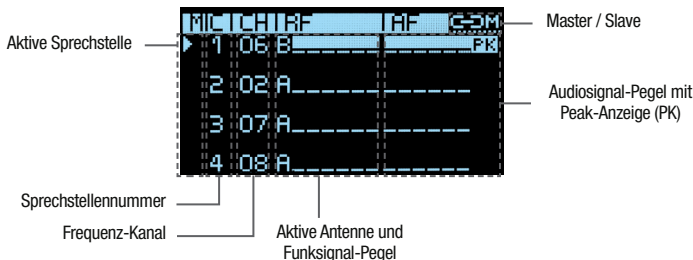 MIC CH RF AF M
1 06 B PK
2 02 A
3 07 A
4 08 A
Master / Slave
Aktive Sprechstelle
Audiosignal-Pegel mit
Peak-Anzeige (PK)
Sprechstellennummer
Frequenz-Kanal
Aktive Antenne und
Funksignal-Pegel